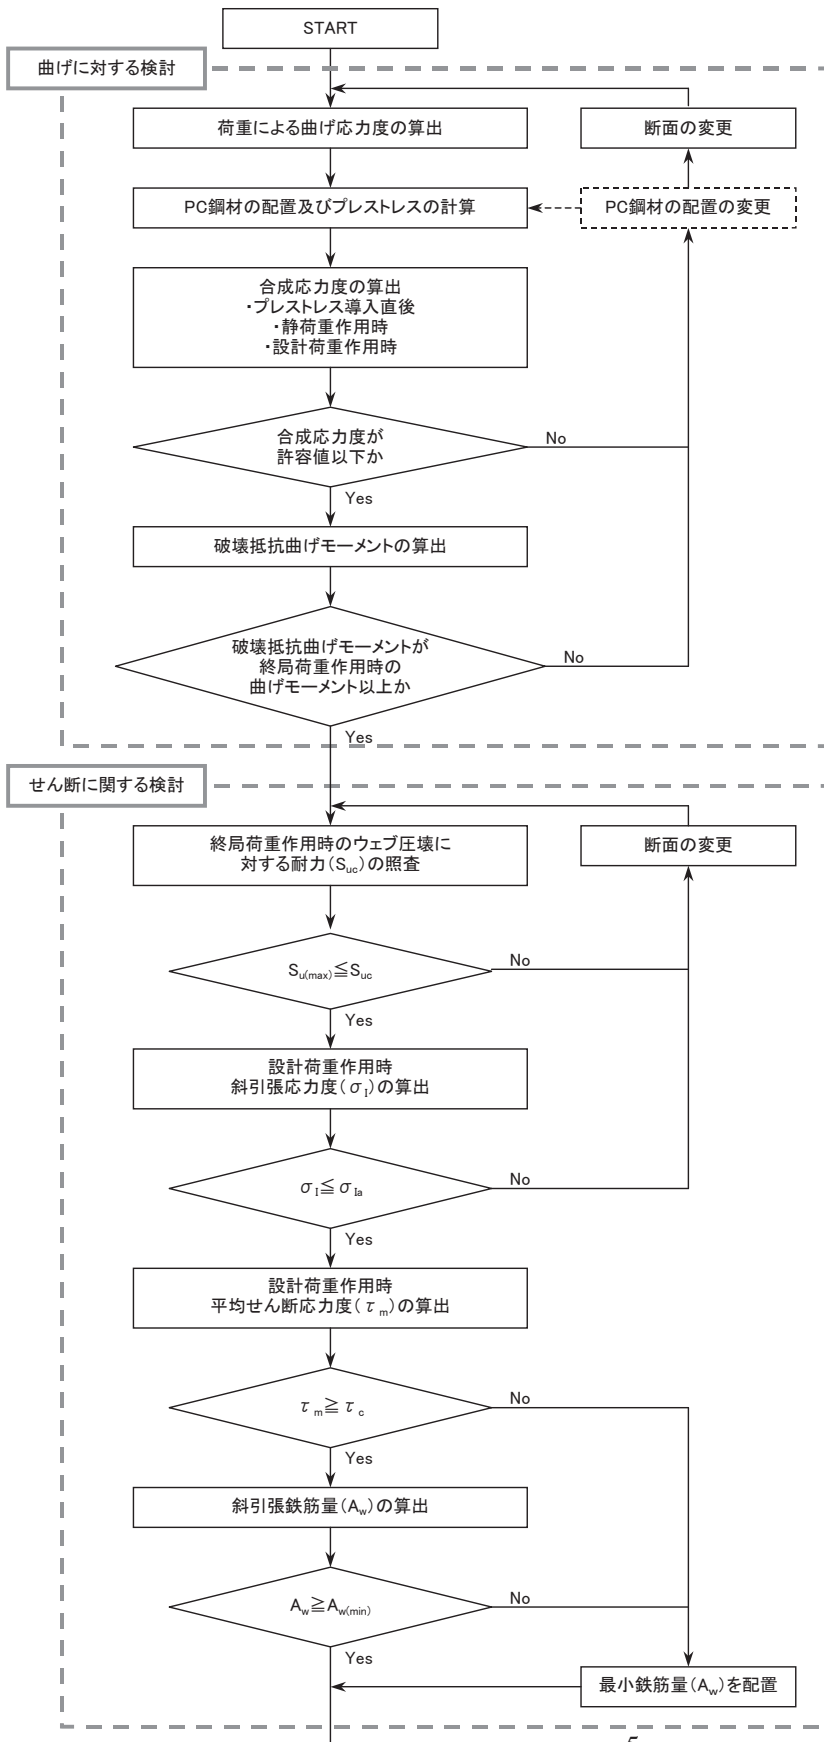 START
曲げに対する検討
荷重による曲げ応力度の算出
断面の変更
PC鋼材の配置及びプレストレスの計算
PC鋼材の配置の変更
合成応力度の算出
・プレストレス導入直後
・静荷重作用時
・設計荷重作用時
合成応力度が
許容値以下か
No
Yes
破壊抵抗曲げモーメントの算出
破壊抵抗曲げモーメントが
終局荷重作用時の
曲げモーメント以上か
No
Yes
せん断に関する検討
終局荷重作用時のウェブ圧壊に
対する耐力(Suc)の照査
断面の変更
Su(max)≦Suc
No
Yes
設計荷重作用時
斜引張応力度(σI)の算出
σI≦σIa
No
Yes
設計荷重作用時
平均せん断応力度(τm)の算出
τm≧τc
No
Yes
斜引張鉄筋量(Aw)の算出
Aw≧Aw(min)
No
Yes
最小鉄筋量(Aw)を配置